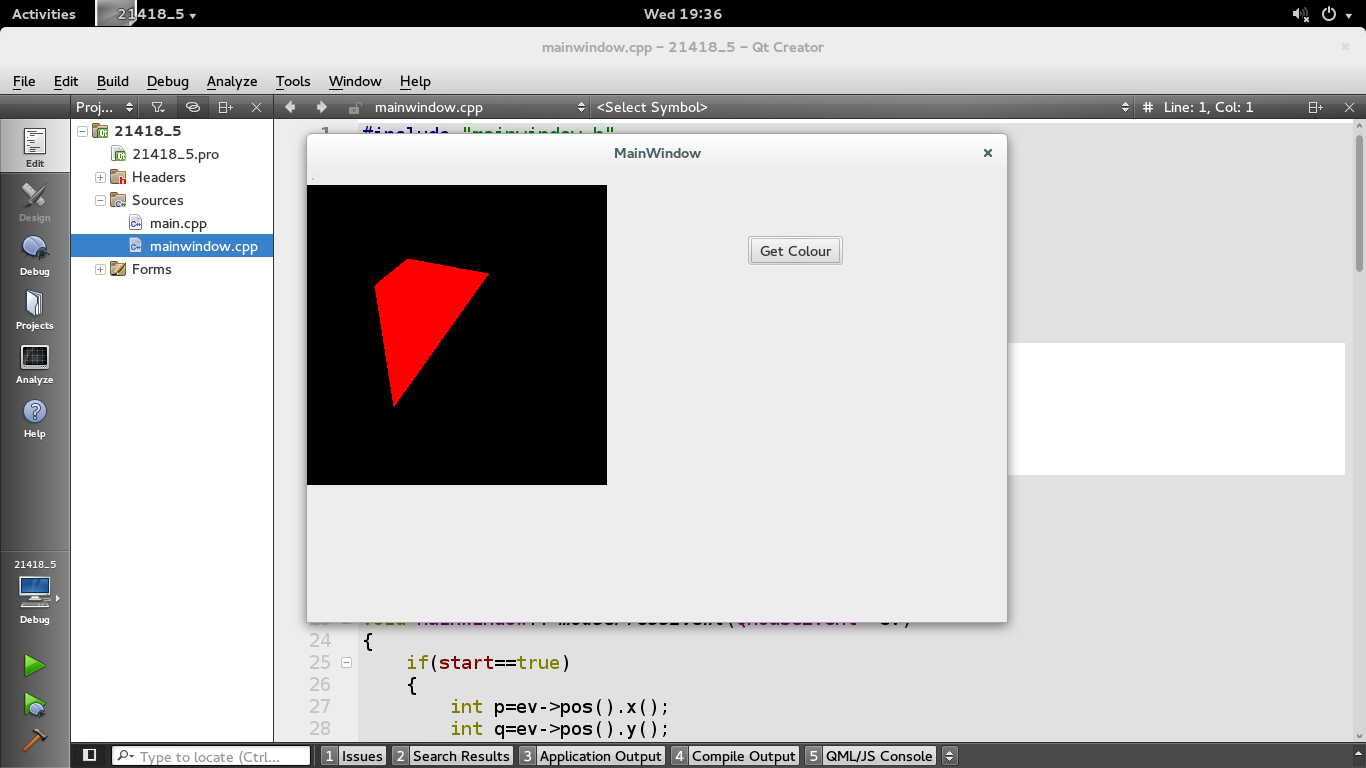 Activities 21418_5 Wed 19:36
mainwindow.cpp – 21418_5 – Qt Creator
File Edit Build Debug Analyze Tools Window Help
Proj... mainwindow.cpp <Select Symbol> # Line: 1, Col: 1
Edit
Design
Debug
Projects
Analyze
Help
21418_5
Debug
21418_5
21418_5.pro
Headers
Sources
main.cpp
mainwindow.cpp
Forms
1 #include "mainwindow.h"
MainWindow
Get Colour
24 {
25 if(start==true)
26 {
27 int p=ev->pos().x();
28 int q=ev->pos().y();
Type to locate (Ctrl... 1 Issues 2 Search Results 3 Application Output 4 Compile Output 5 QML/JS Console